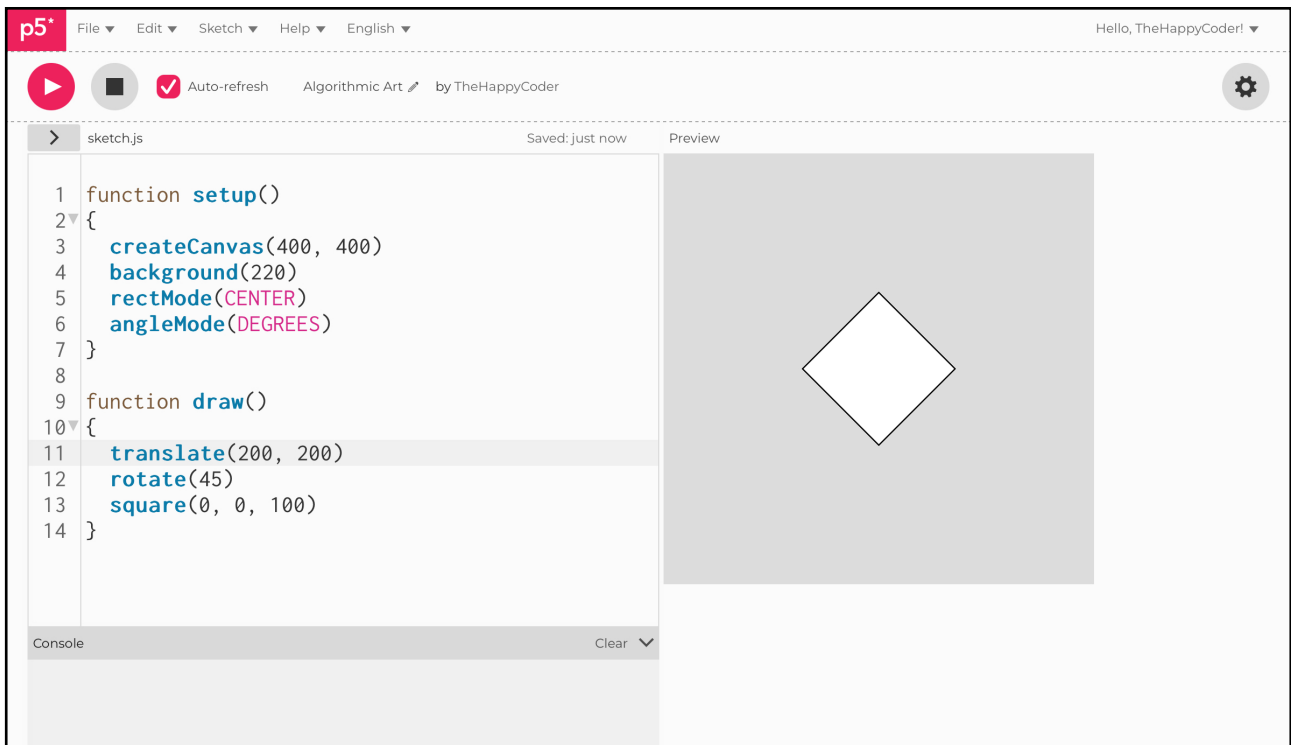 p5* File Edit Sketch Help English Hello, TheHappyCoder!
Auto-refresh Algorithmic Art by TheHappyCoder
sketch.js Saved: just now Preview
1 function setup()
2 {
3 createCanvas(400, 400)
4 background(220)
5 rectMode(CENTER)
6 angleMode(DEGREES)
7 }
8
9 function draw()
10 {
11 translate(200, 200)
12 rotate(45)
13 square(0, 0, 100)
14 }
Console Clear